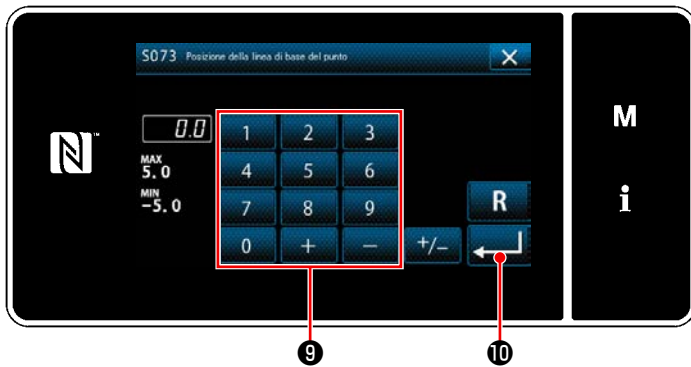 S073 Posizione della linea di base del punto
0.0
1 2 3
MAX
5.0
4 5 6
MIN
-5.0
7 8 9
R
0 + − +/−
M
i
N
❾ ❿